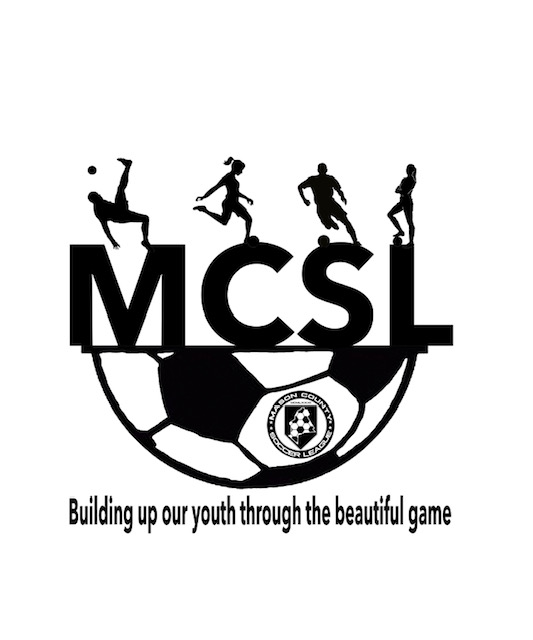 MCSL
MASON COUNTY
SOCCER LEAGUE
Building up our youth through the beautiful game